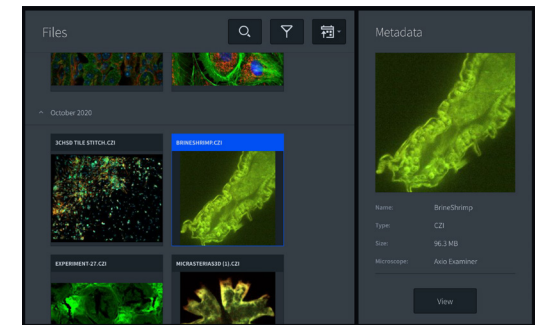 Files
Metadata
October 2020
3CH5D TILE STITCH.CZI
BRINESHRIMP.CZI
EXPERIMENT-27.CZI
MICRASTERIAS3D (1).CZI
Name: BrineShrimp
Type: CZI
Size: 96.3 MB
Microscope: Axio Examiner
View